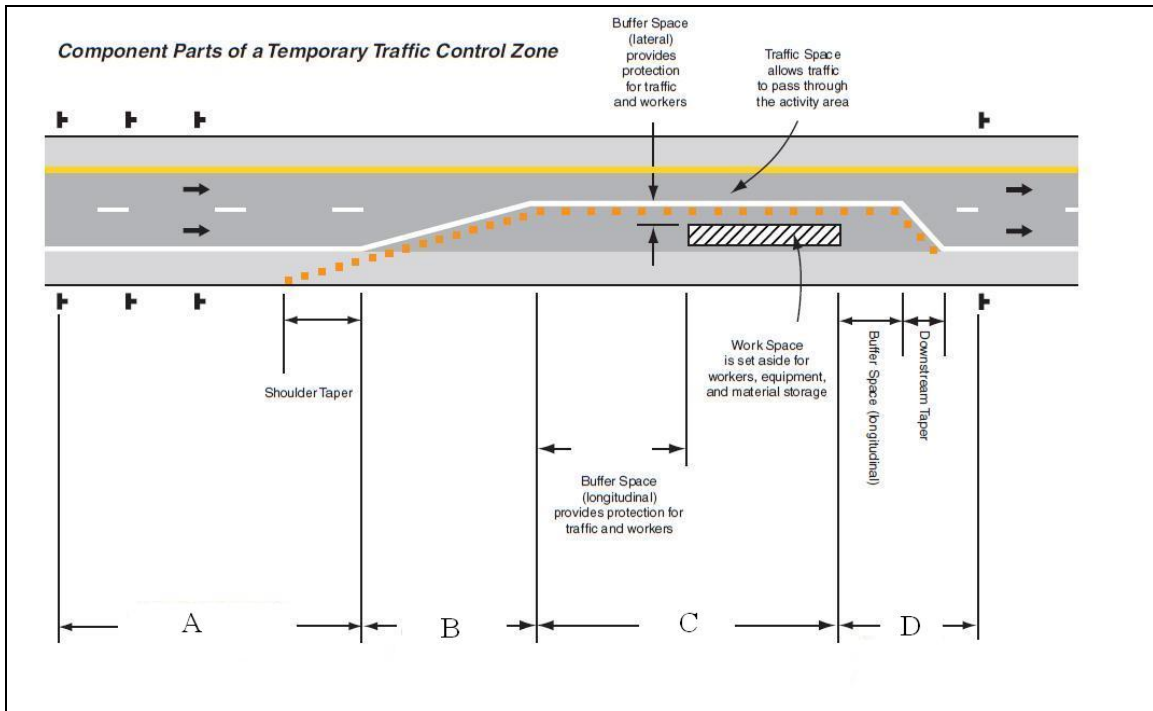 Component Parts of a Temporary Traffic Control Zone
Buffer Space
(lateral)
provides
protection
for traffic
and workers
Traffic Space
allows traffic
to pass through
the activity area
Shoulder Taper
Work Space
is set aside for
workers, equipment,
and material storage
Buffer Space (longitudinal)
Downstream Taper
Buffer Space
(longitudinal)
provides protection for
traffic and workers
A
B
C
D